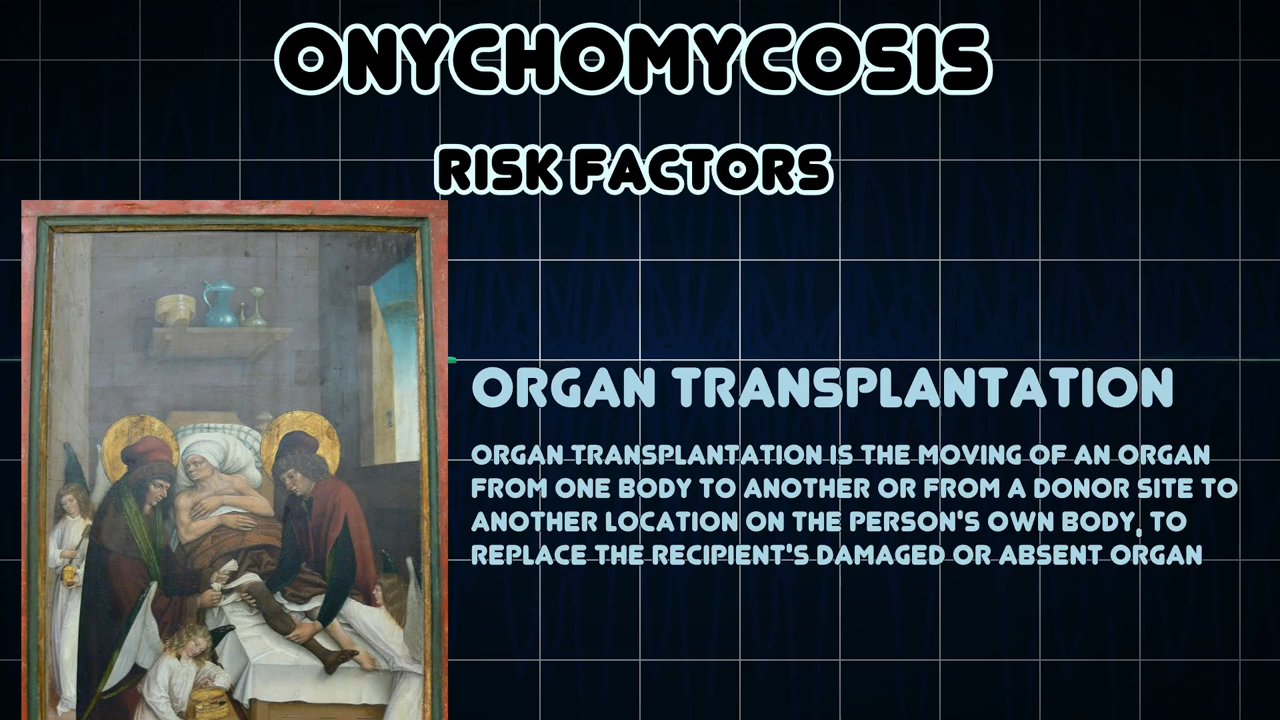 ONYCHOMYCOSIS
RISK FACTORS
ORGAN TRANSPLANTATION
ORGAN TRANSPLANTATION IS THE MOVING OF AN ORGAN
FROM ONE BODY TO ANOTHER OR FROM A DONOR SITE TO
ANOTHER LOCATION ON THE PERSON'S OWN BODY, TO
REPLACE THE RECIPIENT'S DAMAGED OR ABSENT ORGAN